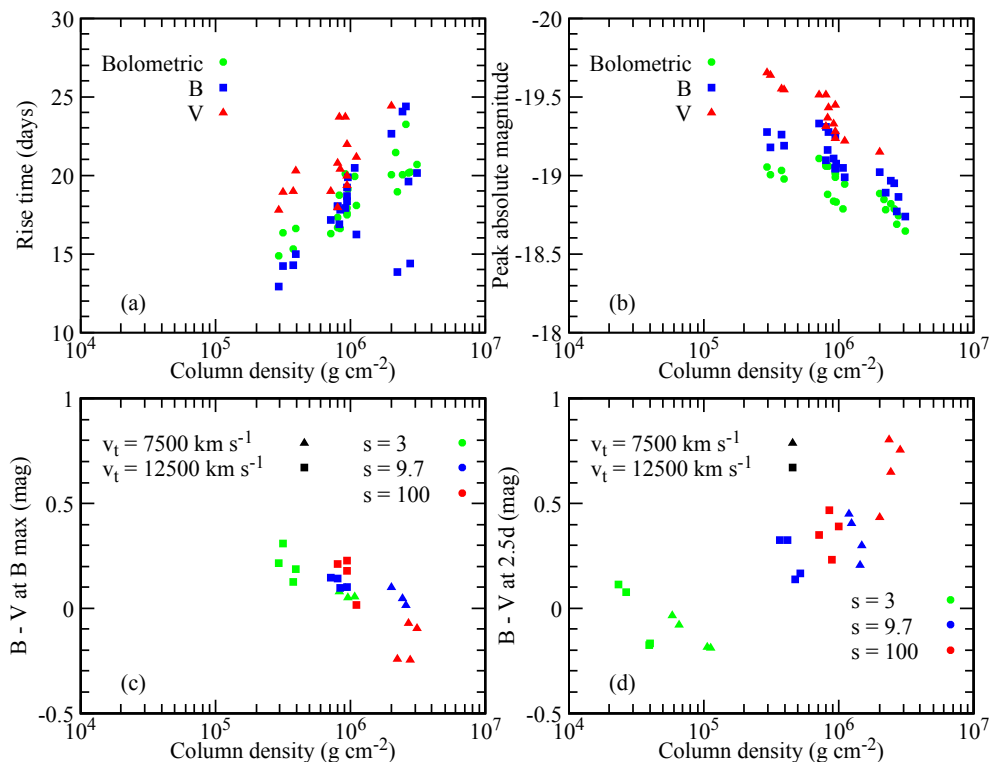 30
25
20
15
10
Rise time (days)
Bolometric
B
V
(a)
10^4 10^5 10^6 10^7
Column density (g cm^-2)
-20
-19.5
-19
-18.5
-18
Peak absolute magnitude
Bolometric
B
V
(b)
10^4 10^5 10^6 10^7
Column density (g cm^-2)
1
0.5
0
-0.5
B - V at B max (mag)
v_t = 7500 km s^-1
v_t = 12500 km s^-1
s = 3
s = 9.7
s = 100
(c)
10^4 10^5 10^6 10^7
Column density (g cm^-2)
1
0.5
0
-0.5
B - V at 2.5d (mag)
v_t = 7500 km s^-1
v_t = 12500 km s^-1
s = 3
s = 9.7
s = 100
(d)
10^4 10^5 10^6 10^7
Column density (g cm^-2)